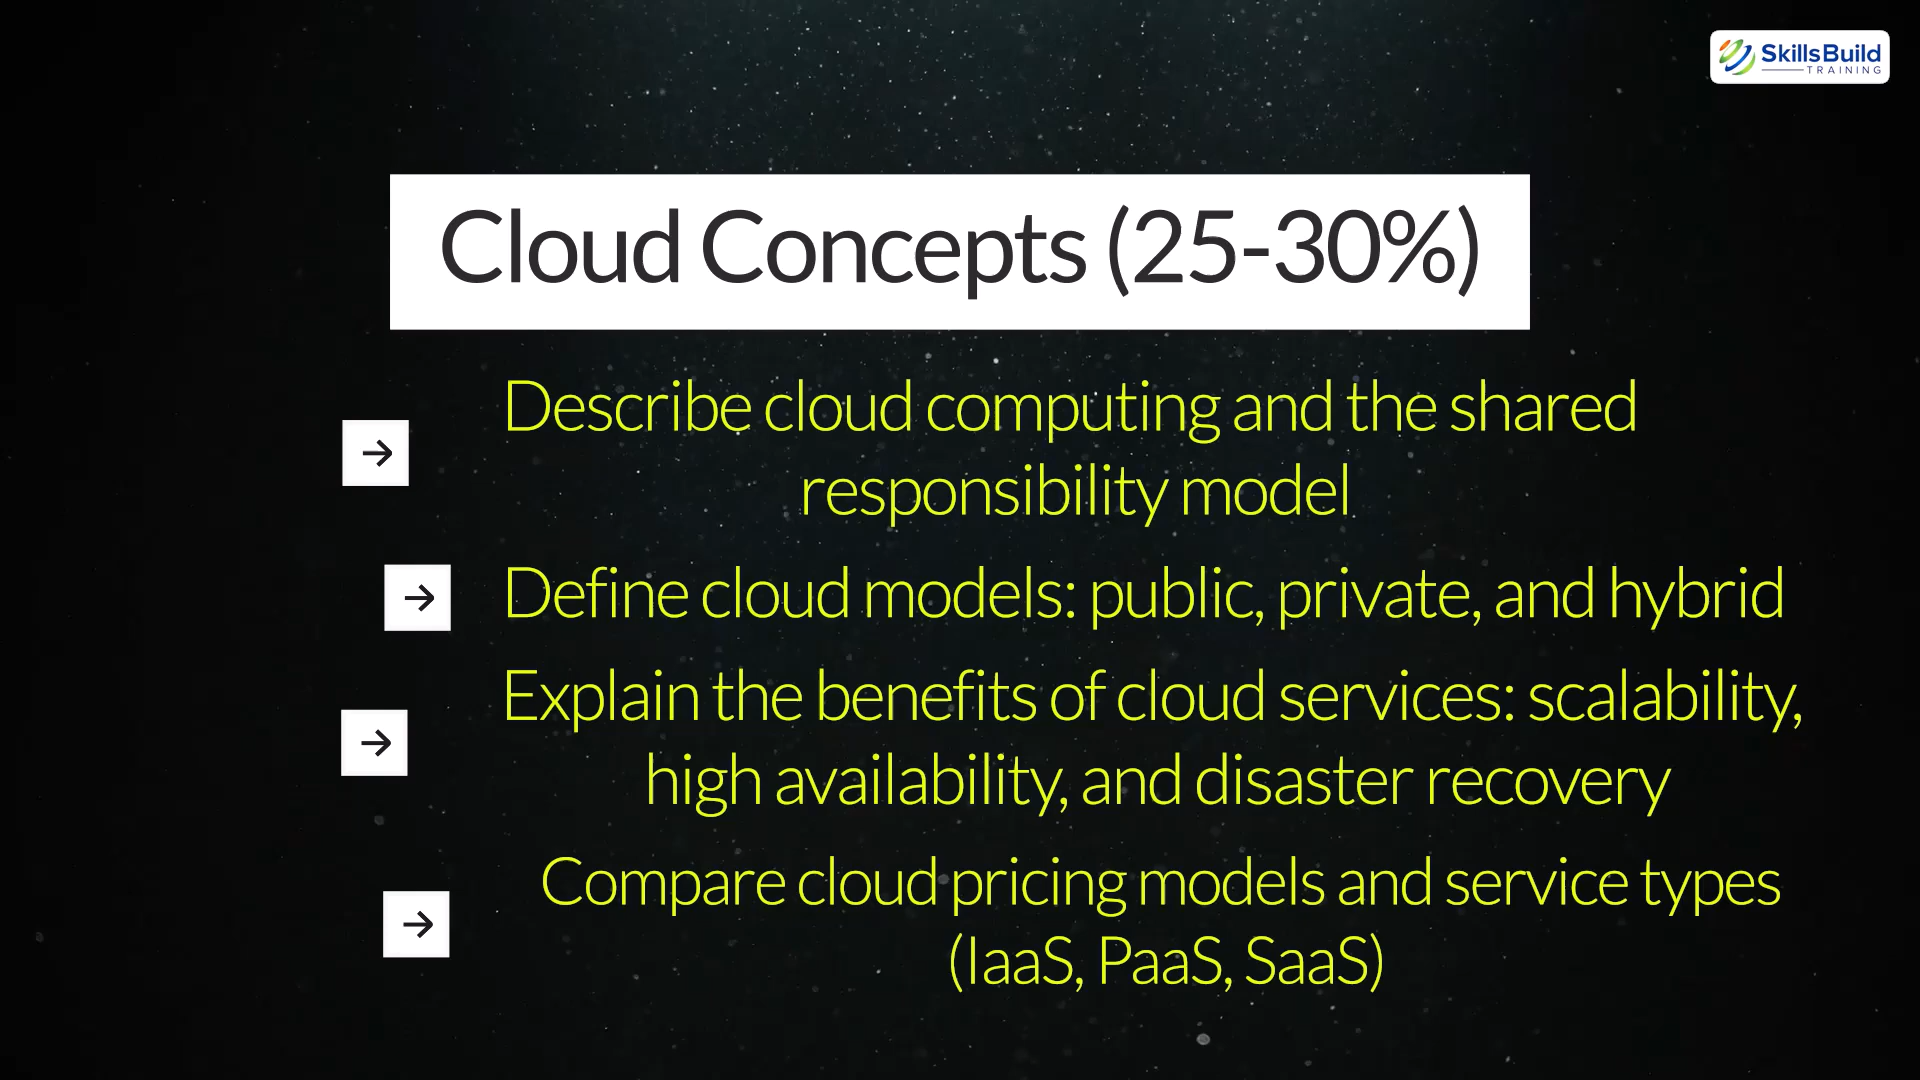 SkillsBuild
TRAINING
Cloud Concepts (25-30%)
Describe cloud computing and the shared
responsibility model
Define cloud models: public, private, and hybrid
Explain the benefits of cloud services: scalability,
high availability, and disaster recovery
Compare cloud pricing models and service types
(IaaS, PaaS, SaaS)